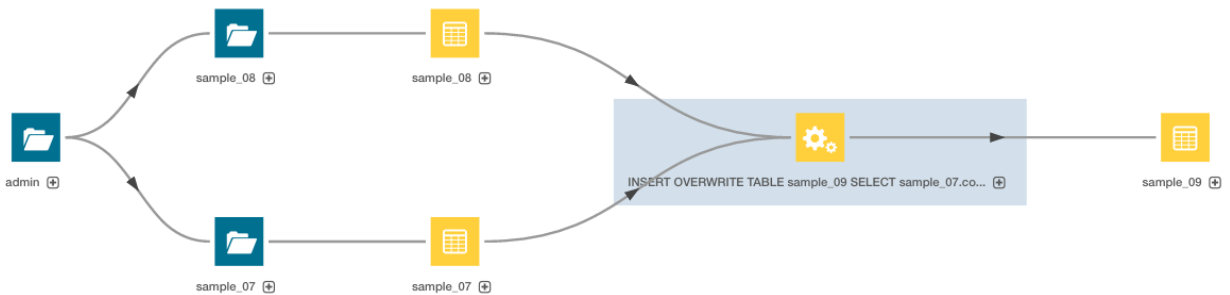 sample_08
sample_08
admin
INSERT OVERWRITE TABLE sample_09 SELECT sample_07.co...
sample_09
sample_07
sample_07